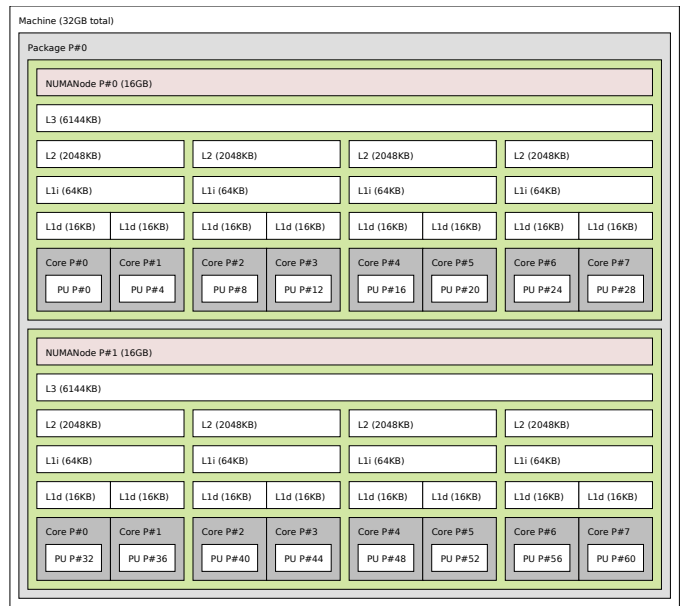 Machine (32GB total)
Package P#0
NUMANode P#0 (16GB)
L3 (6144KB)
L2 (2048KB) L2 (2048KB) L2 (2048KB) L2 (2048KB)
L1i (64KB) L1i (64KB) L1i (64KB) L1i (64KB)
L1d (16KB) L1d (16KB) L1d (16KB) L1d (16KB) L1d (16KB) L1d (16KB) L1d (16KB) L1d (16KB)
Core P#0 Core P#1 Core P#2 Core P#3 Core P#4 Core P#5 Core P#6 Core P#7
PU P#0 PU P#4 PU P#8 PU P#12 PU P#16 PU P#20 PU P#24 PU P#28
NUMANode P#1 (16GB)
L3 (6144KB)
L2 (2048KB) L2 (2048KB) L2 (2048KB) L2 (2048KB)
L1i (64KB) L1i (64KB) L1i (64KB) L1i (64KB)
L1d (16KB) L1d (16KB) L1d (16KB) L1d (16KB) L1d (16KB) L1d (16KB) L1d (16KB) L1d (16KB)
Core P#0 Core P#1 Core P#2 Core P#3 Core P#4 Core P#5 Core P#6 Core P#7
PU P#32 PU P#36 PU P#40 PU P#44 PU P#48 PU P#52 PU P#56 PU P#60